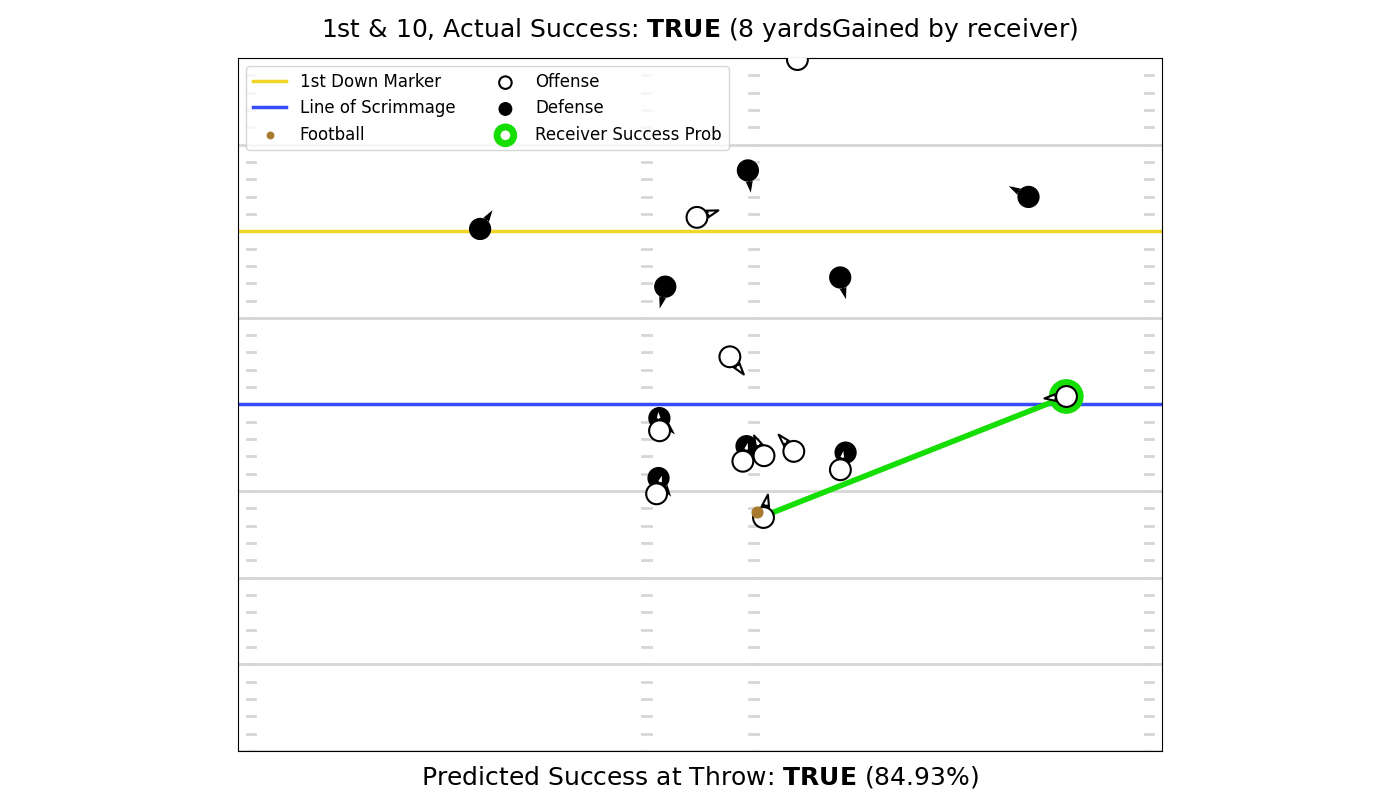 1st & 10, Actual Success: TRUE (8 yardsGained by receiver)
1st Down Marker
Line of Scrimmage
Football
Offense
Defense
Receiver Success Prob
Predicted Success at Throw: TRUE (84.93%)